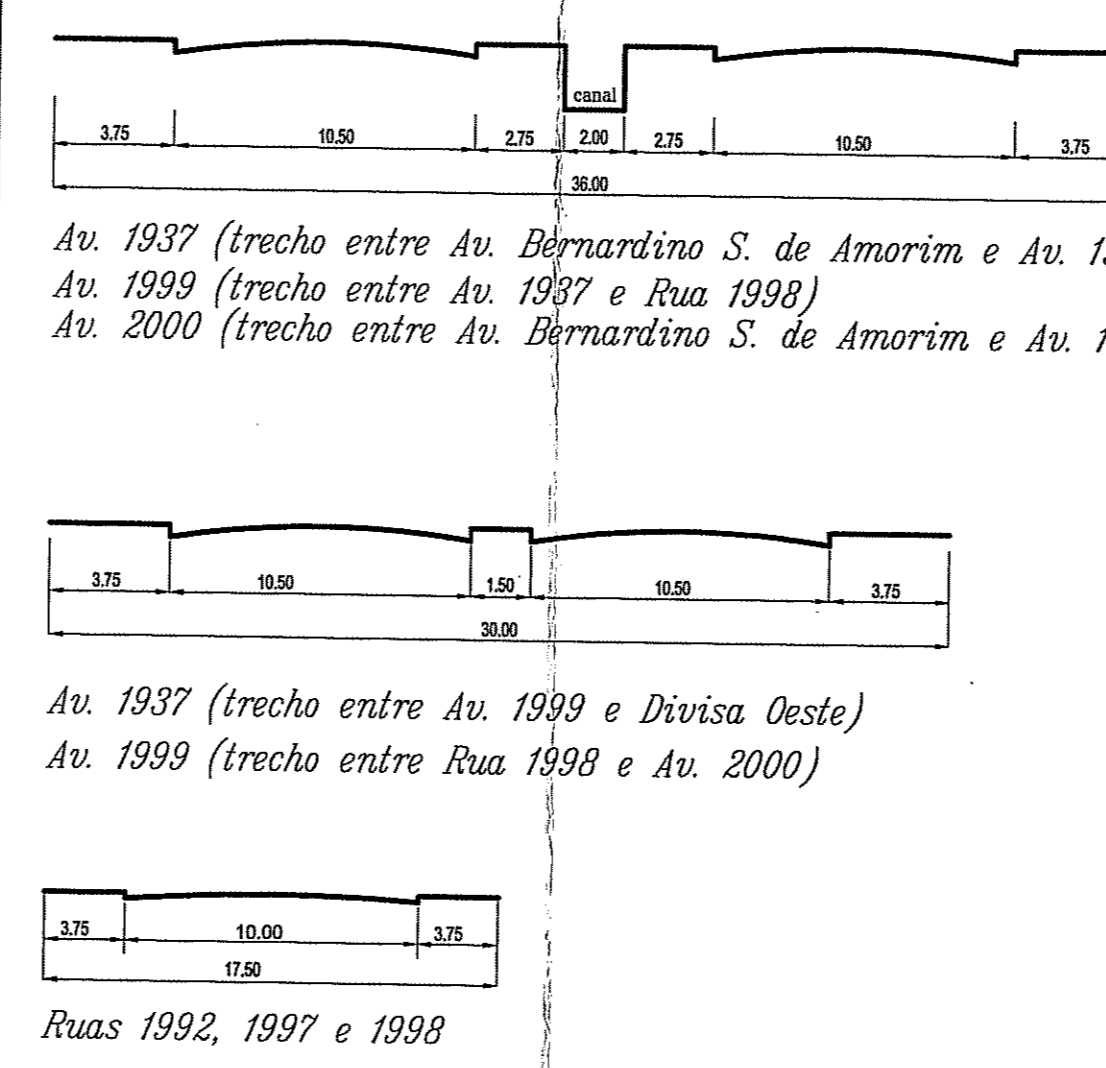 canal
3.75 10.50 2.75 2.00 2.75 10.50 3.75
36.00
Av. 1937 (trecho entre Av. Bernardino S. de Amorim e Av.
Av. 1999 (trecho entre Av. 1937 e Rua 1998)
Av. 2000 (trecho entre Av. Bernardino S. de Amorim e Av.
3.75 10.50 1.50 10.50 3.75
30.00
Av. 1937 (trecho entre Av. 1999 e Divisa Oeste)
Av. 1999 (trecho entre Rua 1998 e Av. 2000)
3.75 10.00 3.75
17.50
Ruas 1992, 1997 e 1998